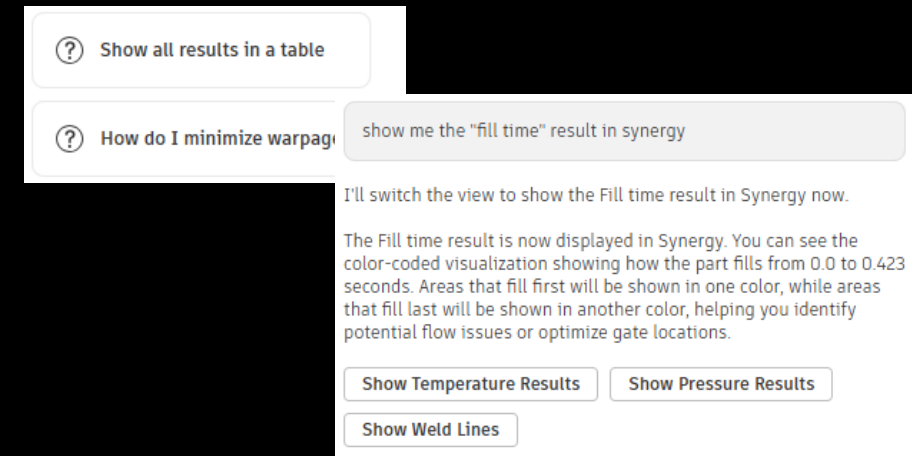 Show all results in a table
How do I minimize warpage
show me the "fill time" result in synergy
I'll switch the view to show the Fill time result in Synergy now.
The Fill time result is now displayed in Synergy. You can see the
color-coded visualization showing how the part fills from 0.0 to 0.423
seconds. Areas that fill first will be shown in one color, while areas
that fill last will be shown in another color, helping you identify
potential flow issues or optimize gate locations.
Show Temperature Results
Show Pressure Results
Show Weld Lines